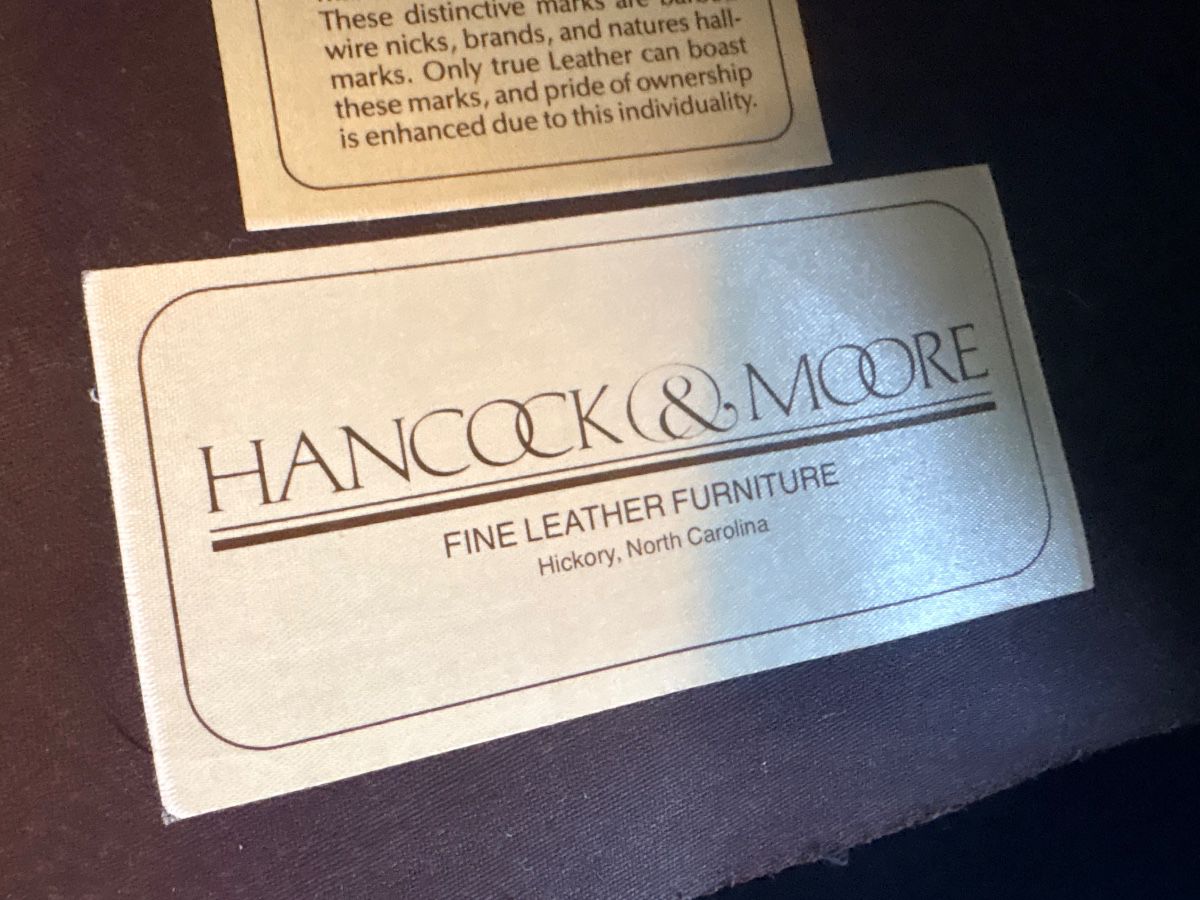 These distinctive marks are
wire nicks, brands, and natures hall-
marks. Only true Leather can boast
these marks, and pride of ownership
is enhanced due to this individuality.
HANCOCK & MOORE
FINE LEATHER FURNITURE
Hickory, North Carolina